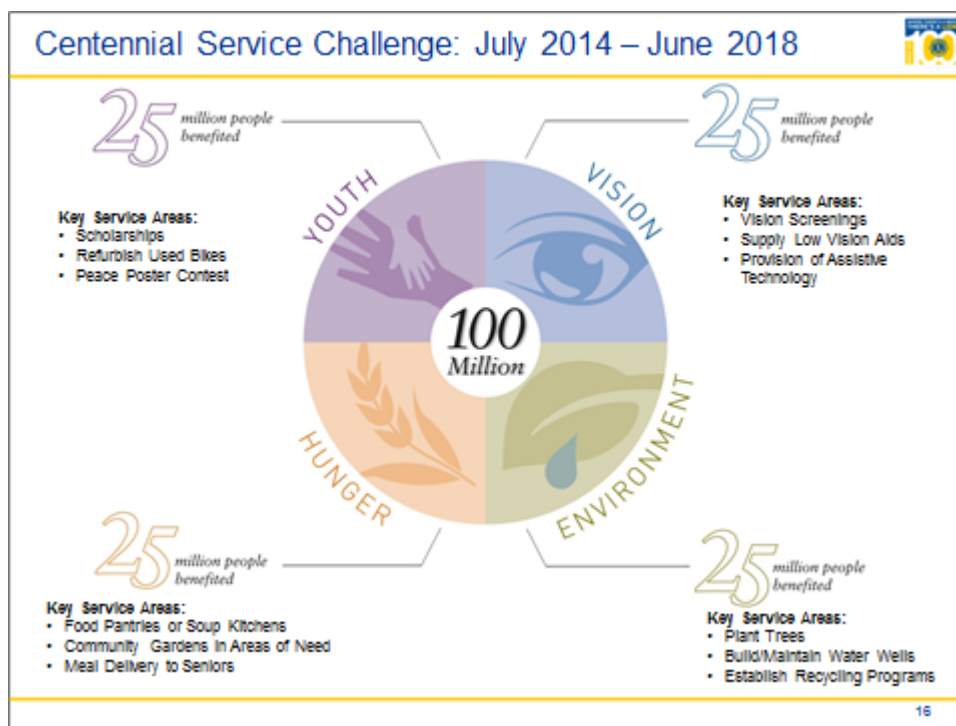 Centennial Service Challenge: July 2014 – June 2018
25 million people
benefited
Key Service Areas:
• Scholarships
• Refurbish Used Bikes
• Peace Poster Contest
25 million people
benefited
Key Service Areas:
• Vision Screenings
• Supply Low Vision Aids
• Provision of Assistive
Technology
YOUTH
VISION
100
Million
HUNGER
ENVIRONMENT
25 million people
benefited
Key Service Areas:
• Food Pantries or Soup Kitchens
• Community Gardens in Areas of Need
• Meal Delivery to Seniors
25 million people
benefited
Key Service Areas:
• Plant Trees
• Build/Maintain Water Wells
• Establish Recycling Programs
16